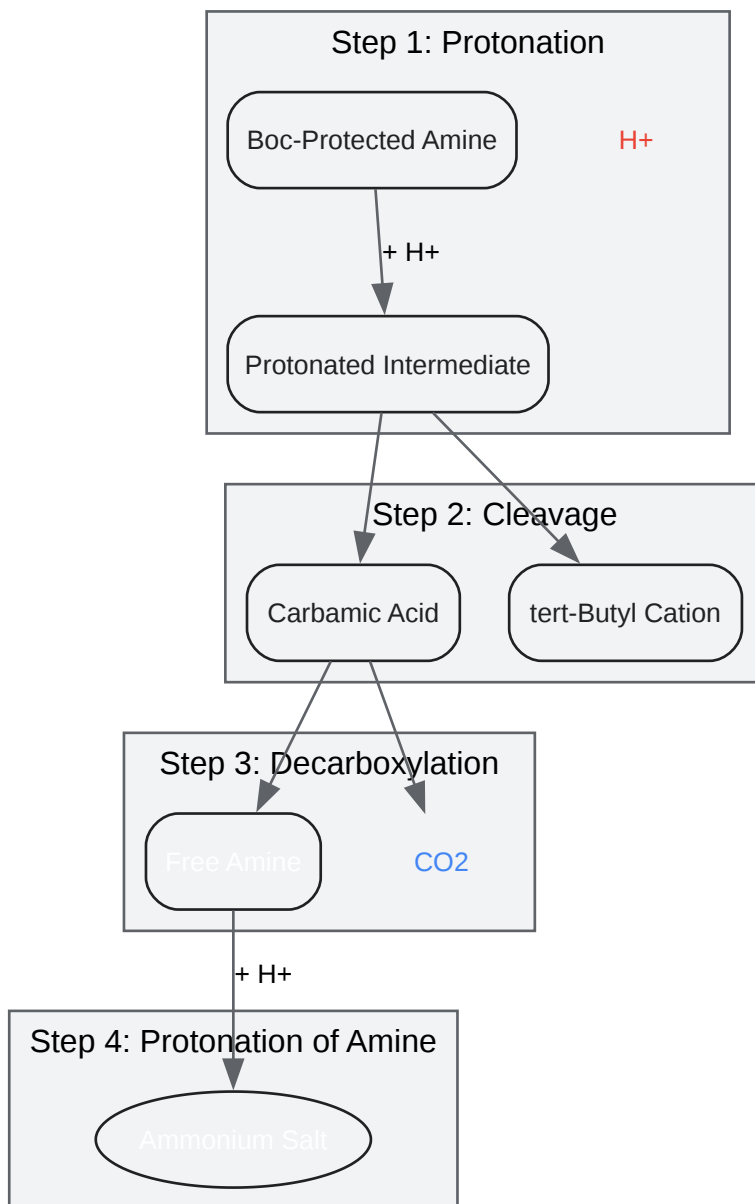 Step 1: Protonation
Boc-Protected Amine
H+
+ H+
Protonated Intermediate
Step 2: Cleavage
Carbamic Acid
tert-Butyl Cation
Step 3: Decarboxylation
Free Amine
CO2
+ H+
Step 4: Protonation of Amine
Ammonium Salt